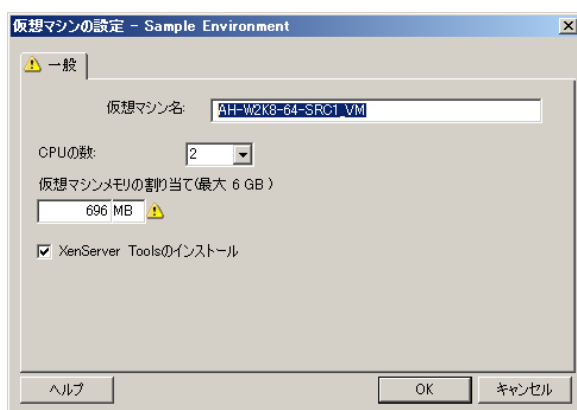 仮想マシンの設定 - Sample Environment
一般
仮想マシン名: AH-W2K8-64-SRC1_VM
CPUの数: 2
仮想マシンメモリの割り当て(最大 6 GB )
696 MB
XenServer Toolsのインストール
ヘルプ OK キャンセル